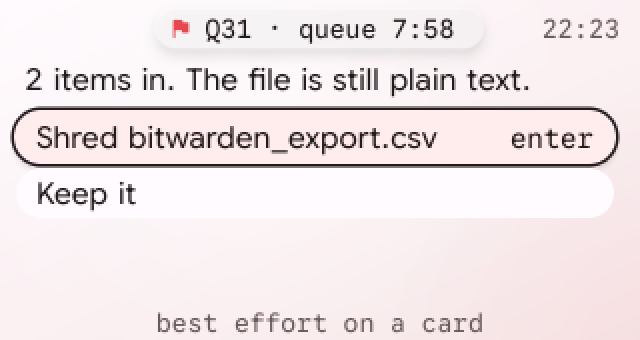 Q31 · queue 7:58 22:23
2 items in. The file is still plain text.
Shred bitwarden_export.csv enter
Keep it
best effort on a card